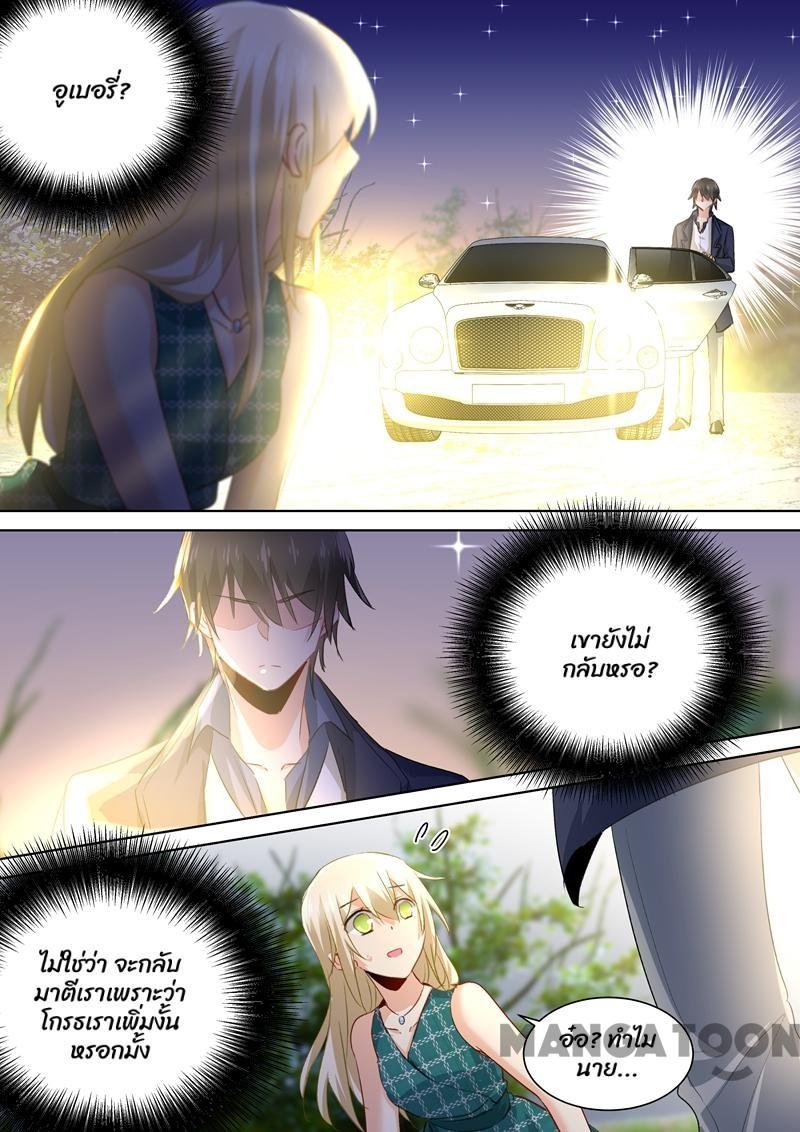 อูเบอรี่?
เขายังไม่
กลับหรอ?
ไม่ใช่ว่า จะกลับ
มาตีเราเพราะว่า
โกรธเราเพิ่มงั้น
หรอกมั้ง
อ๋อ? ทำไม
นาย...
MANGA TOON